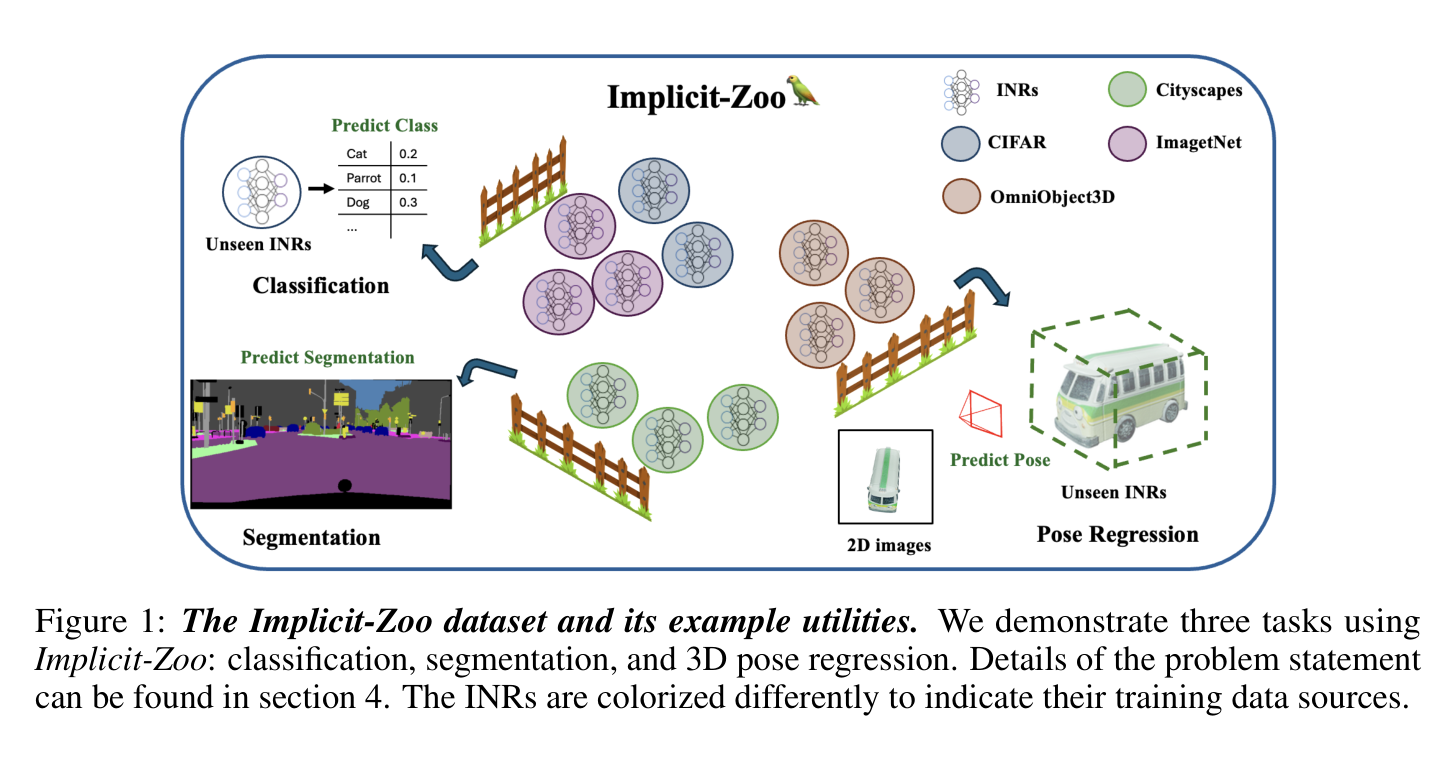 Implicit-Zoo
INRs
Cityscapes
CIFAR
ImagetNet
OmniObject3D
Predict Class
Cat 0.2
Parrot 0.1
Dog 0.3
...
Unseen INRs
Classification
Predict Segmentation
Segmentation
Predict Pose
2D images
Unseen INRs
Pose Regression
Figure 1: The Implicit-Zoo dataset and its example utilities. We demonstrate three tasks using
Implicit-Zoo: classification, segmentation, and 3D pose regression. Details of the problem statement
can be found in section 4. The INRs are colorized differently to indicate their training data sources.